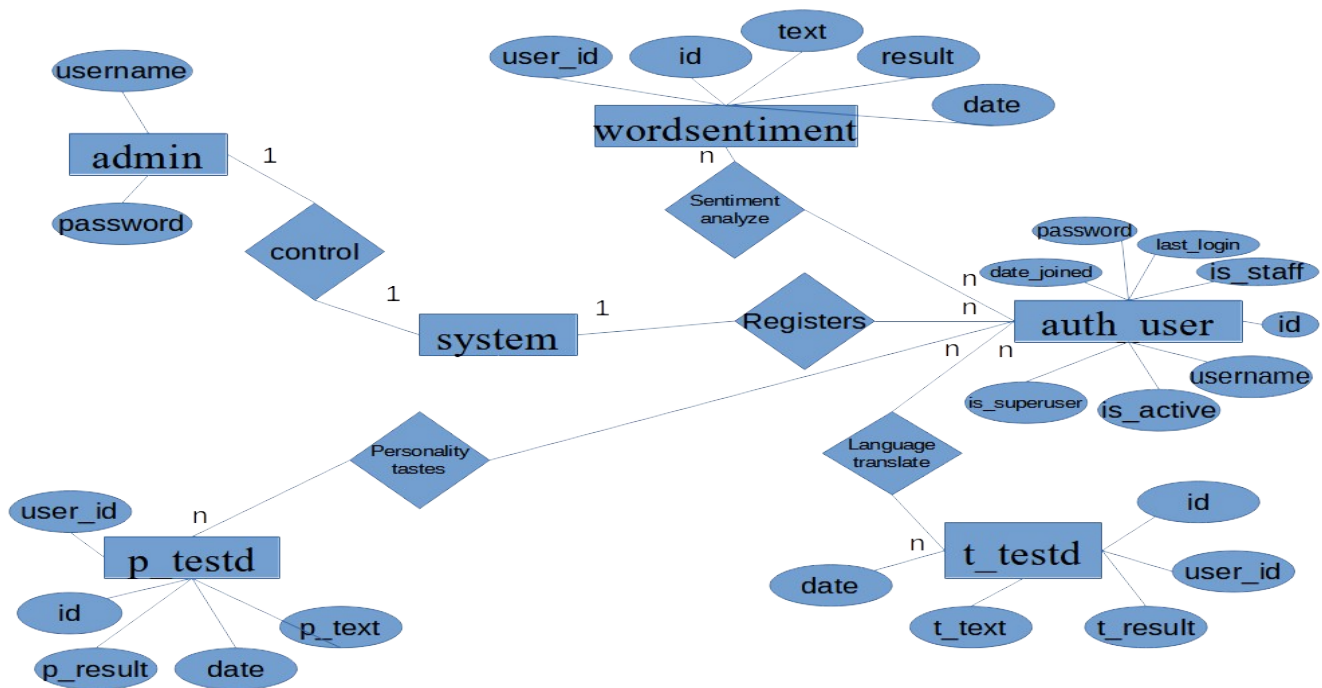 text
user_id
id
result
username
date
wordsentiment
admin
1
n
Sentiment
analyze
password
control
password
last_login
date_joined
is_staff
n
1
1
Registers
n
auth_user
id
system
n
n
username
is_superuser
is_active
Personality
tastes
Language
translate
user_id
n
id
n
p_testd
t_testd
user_id
date
id
p_text
t_text
t_result
p_result
date